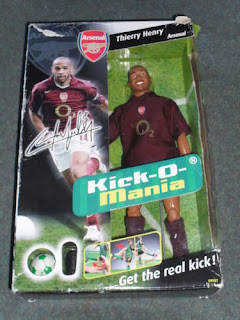 Arsenal
Thierry Henry
Arsenal
O2
Kick-O-
Mania
®
Get the real kick!